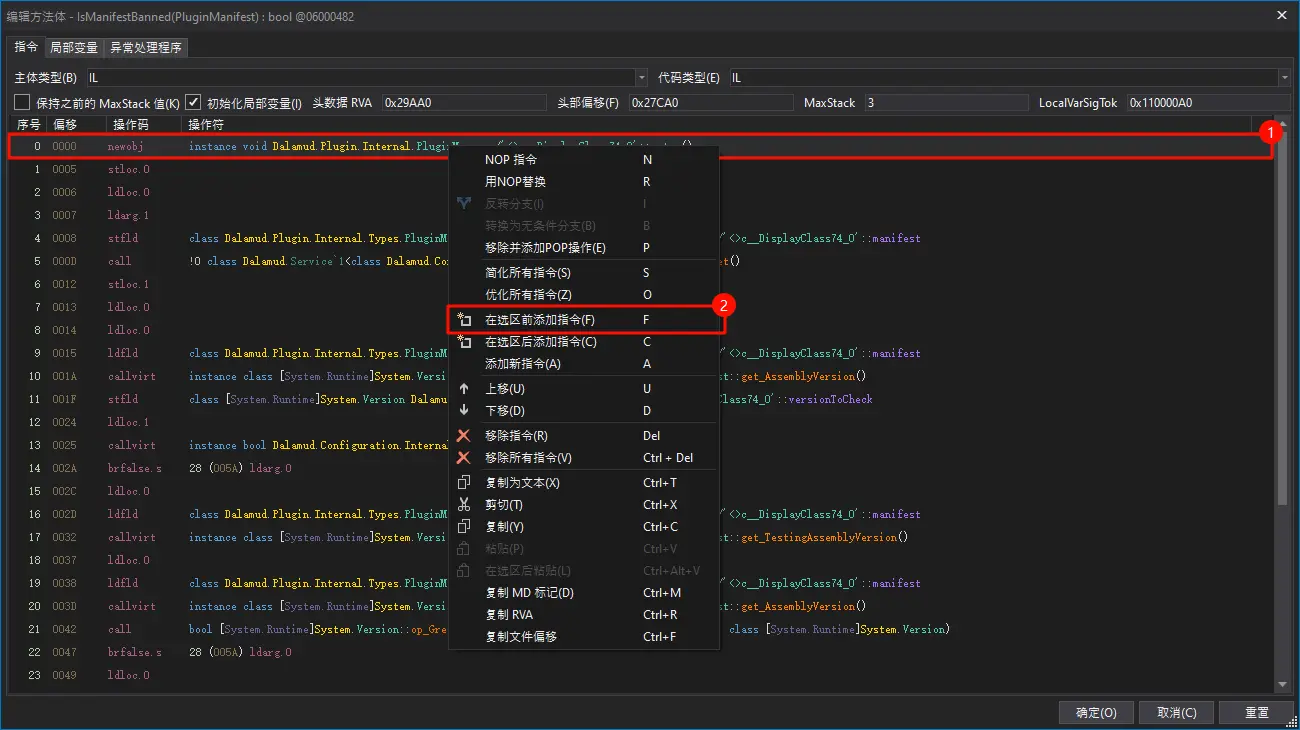 编辑方法体 - IsManifestBanned(PluginManifest) : bool @06000482
指令 局部变量 异常处理程序
主体类型(B) IL 代码类型(E) IL
保持之前的 MaxStack 值(K) 初始化局部变量(I) 头数据 RVA 0x29AA0 头部偏移(F) 0x27CA0 MaxStack 3 LocalVarSigTok 0x110000A0
序号 偏移 操作码 操作符
0 0000 newobj instance void Dalamud.Plugin.Internal.Plugin
1
1 0005 stloc.0
2 0006 ldloc.0
3 0007 ldarg.1
4 0008 stfld class Dalamud.Plugin.Internal.Types.PluginM '<>c__DisplayClass74_0'::manifest
5 000D call !0 class Dalamud.Service`1<class Dalamud.Co t()
6 0012 stloc.1
7 0013 ldloc.0
8 0014 ldloc.0
9 0015 ldfld class Dalamud.Plugin.Internal.Types.PluginM '<>c__DisplayClass74_0'::manifest
10 001A callvirt instance class [System.Runtime]System.Versi t::get_AssemblyVersion()
11 001F stfld class [System.Runtime]System.Version Dalamu Class74_0'::versionToCheck
12 0024 ldloc.1
13 0025 callvirt instance bool Dalamud.Configuration.Interna
14 002A brfalse.s 28 (005A) ldarg.0
15 002C ldloc.0
16 002D ldfld class Dalamud.Plugin.Internal.Types.PluginM '<>c__DisplayClass74_0'::manifest
17 0032 callvirt instance class [System.Runtime]System.Versi t::get_TestingAssemblyVersion()
18 0037 ldloc.0
19 0038 ldfld class Dalamud.Plugin.Internal.Types.PluginM '<>c__DisplayClass74_0'::manifest
20 003D callvirt instance class [System.Runtime]System.Versi t::get_AssemblyVersion()
21 0042 call bool [System.Runtime]System.Version::op_Gre class [System.Runtime]System.Version)
22 0047 brfalse.s 28 (005A) ldarg.0
23 0049 ldloc.0
NOP 指令 N
用NOP替换 R
反转分支(I) I
转换为无条件分支(B) B
移除并添加POP操作(E) P
简化所有指令(S) S
优化所有指令(Z) O
2
在选区前添加指令(F) F
在选区后添加指令(C) C
添加新指令(A) A
上移(U) U
下移(D) D
移除指令(R) Del
移除所有指令(V) Ctrl + Del
复制为文本(X) Ctrl+T
剪切(T) Ctrl+X
复制(Y) Ctrl+C
粘贴(P) Ctrl+V
在选区后粘贴(L) Ctrl+Alt+V
复制 MD 标记(D) Ctrl+M
复制 RVA Ctrl+R
复制文件偏移 Ctrl+F
确定(O) 取消(C) 重置